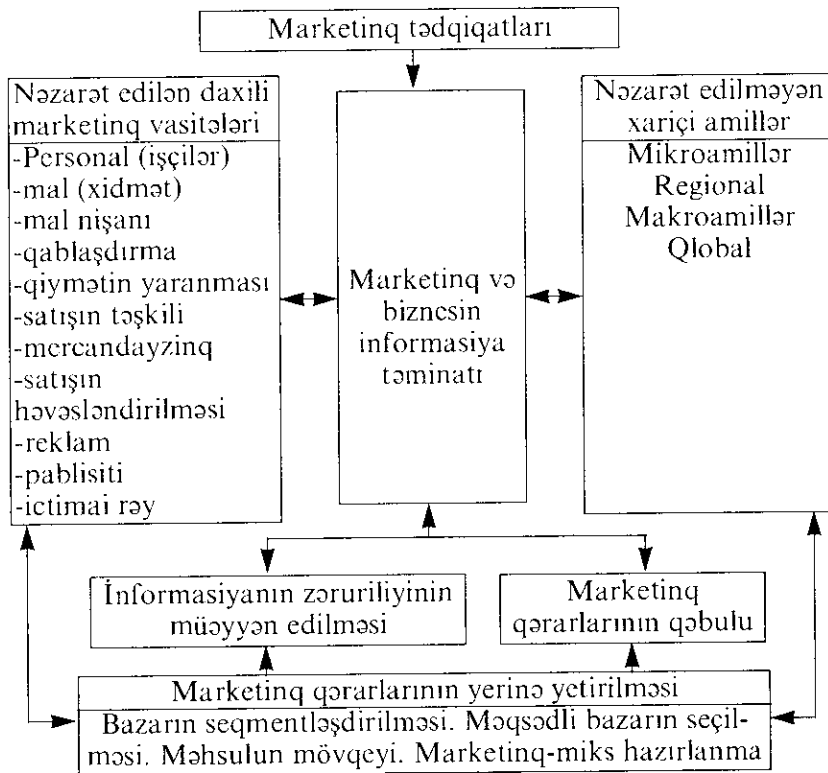 Marketinq tədqiqatları
Nəzarət edilən daxili
marketinq vasitələri
-Personal (işçilər)
-mal (xidmət)
-mal nişanı
-qablaşdırma
-qiymətin yaranması
-satışın təşkili
-mercandayzinq
-satışın
həvəsləndirilməsi
-reklam
-pablisiti
-ictimai rəy
Marketinq və
biznesin
informasiya
təminatı
Nəzarət edilməyən
xariçi amillər
Mikroamillər
Regional
Makroamillər
Qlobal
İnformasiyanın zəruriliyinin
müəyyən edilməsi
Marketinq
qərarlarının qəbulu
Marketinq qərarlarının yerinə yetirilməsi
Bazarın seqmentləşdirilməsi. Məqsədli bazarın seçil-
məsi. Məhsulun mövqeyi. Marketinq-miks hazırlanma